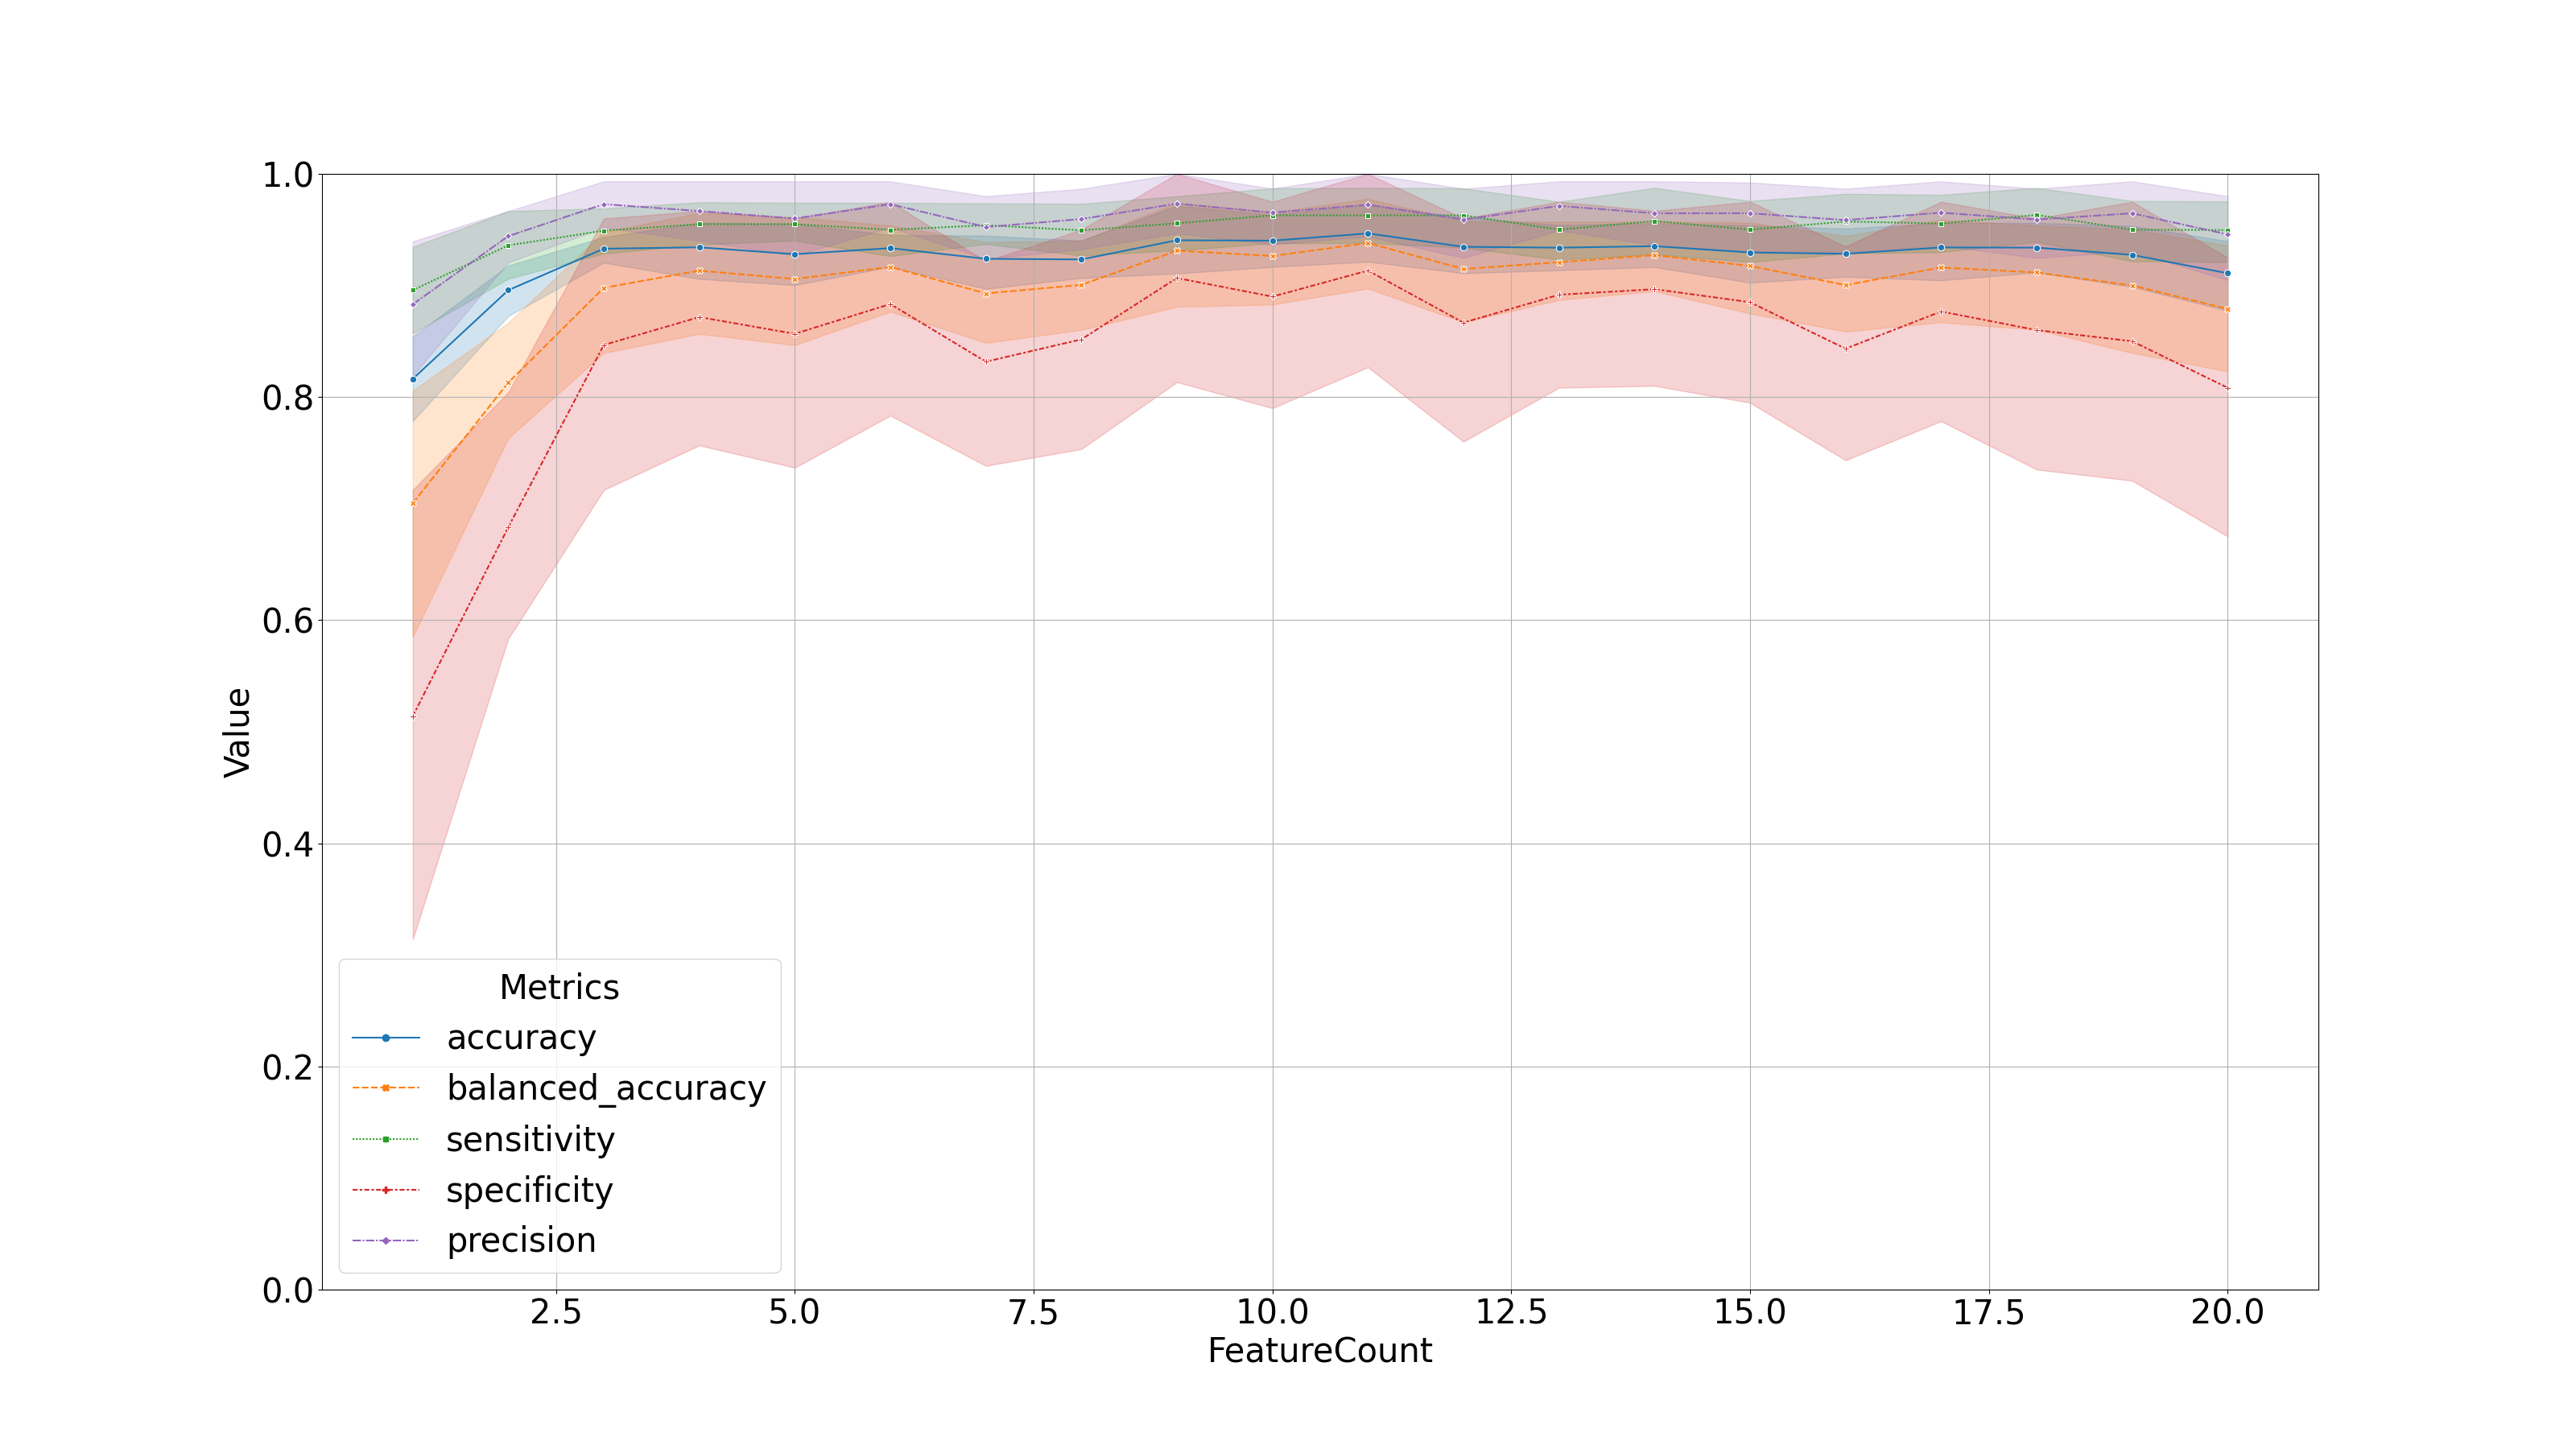 1.0
0.8
0.6
0.4
0.2
0.0
Value
Metrics
accuracy
balanced_accuracy
sensitivity
specificity
precision
2.5 5.0 7.5 10.0 12.5 15.0 17.5 20.0
FeatureCount